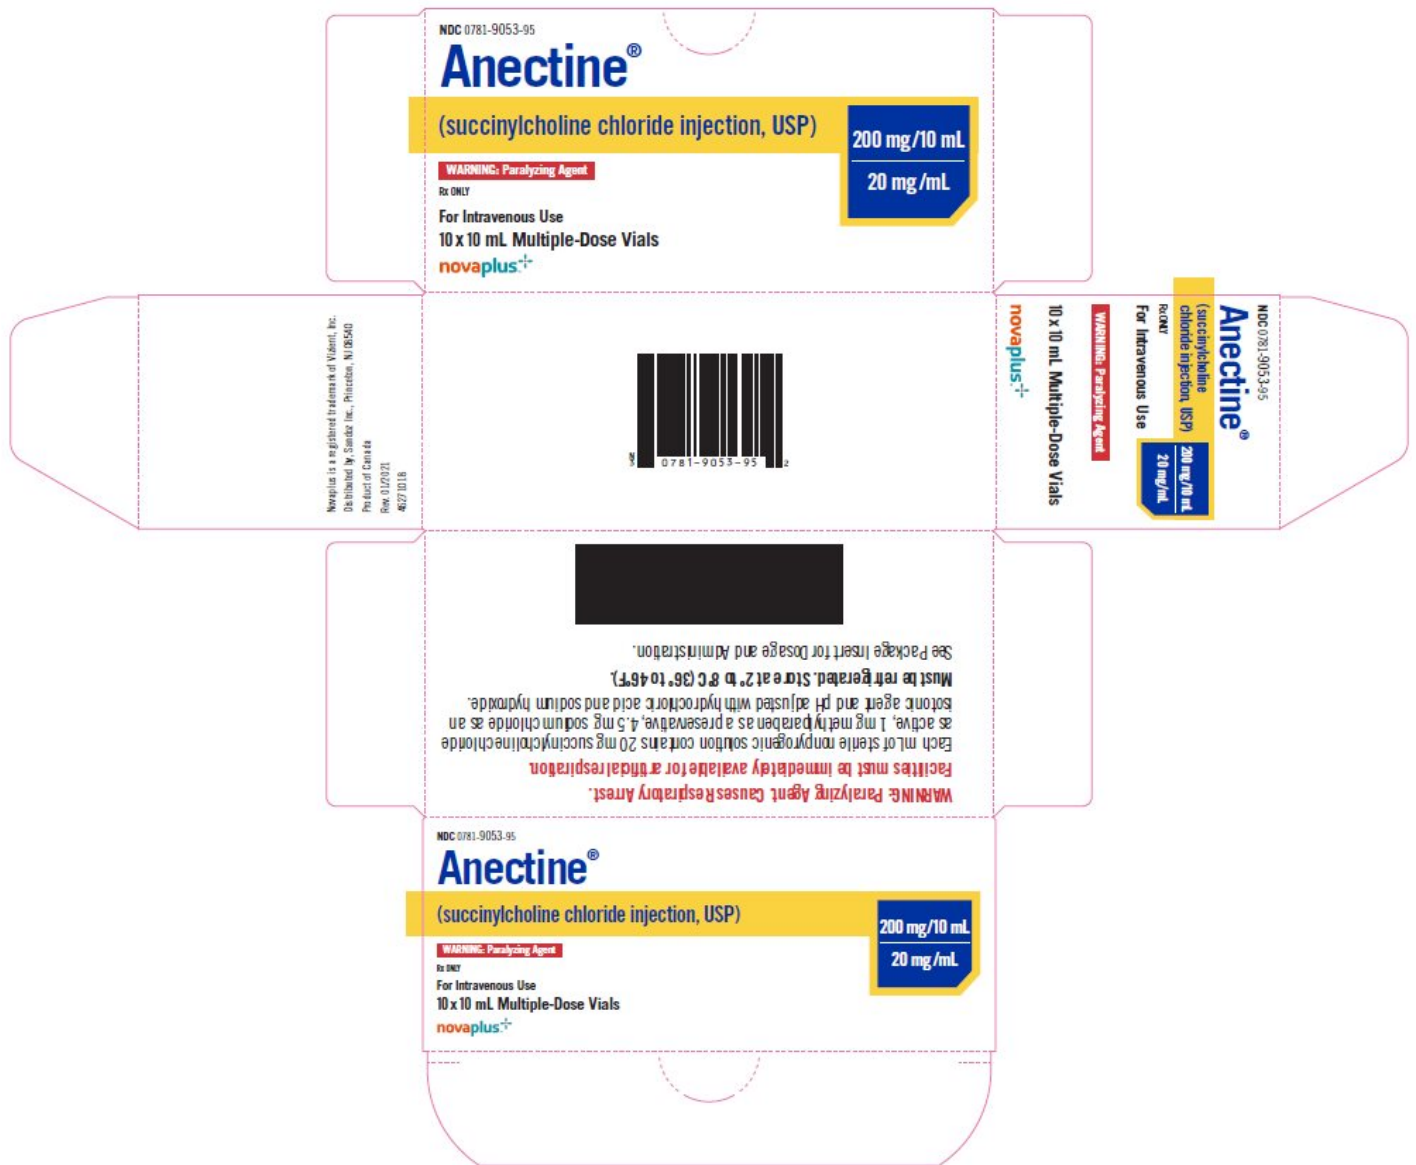 NDC 0781-9053-95
Anectine®
(succinylcholine chloride injection, USP)
200 mg/10 mL
20 mg/mL
WARNING: Paralyzing Agent
Rx ONLY
For Intravenous Use
10 x 10 mL Multiple-Dose Vials
novaplus
Novaplus is a registered trademark of Vizient, Inc.
Distributed by, Sandoz Inc., Princeton, NJ 08540
Product of Canada
Rev. 01/2021
46271018
0781-9053-95 2
NDC 0781-9053-95
Anectine®
(succinylcholine
chloride injection, USP)
200 mg/10 mL
20 mg/mL
Rx ONLY
For Intravenous Use
WARNING: Paralyzing Agent
10 x 10 mL Multiple-Dose Vials
novaplus
WARNING: Paralyzing Agent. Causes Respiratory Arrest.
Facilities must be immediately available for artificial respiration.
Each mL of sterile nonpyrogenic solution contains 20 mg succinylcholine chloride
as active, 1 mg methylparaben as a preservative, 4.5 mg sodium chloride as an
isotonic agent and pH adjusted with hydrochloric acid and sodium hydroxide.
Must be refrigerated. Store at 2° to 8°C (36° to 46°F).
See Package Insert for Dosage and Administration.
NDC 0781-9053-95
Anectine®
(succinylcholine chloride injection, USP)
200 mg/10 mL
20 mg/mL
WARNING: Paralyzing Agent
Rx ONLY
For Intravenous Use
10 x 10 mL Multiple-Dose Vials
novaplus